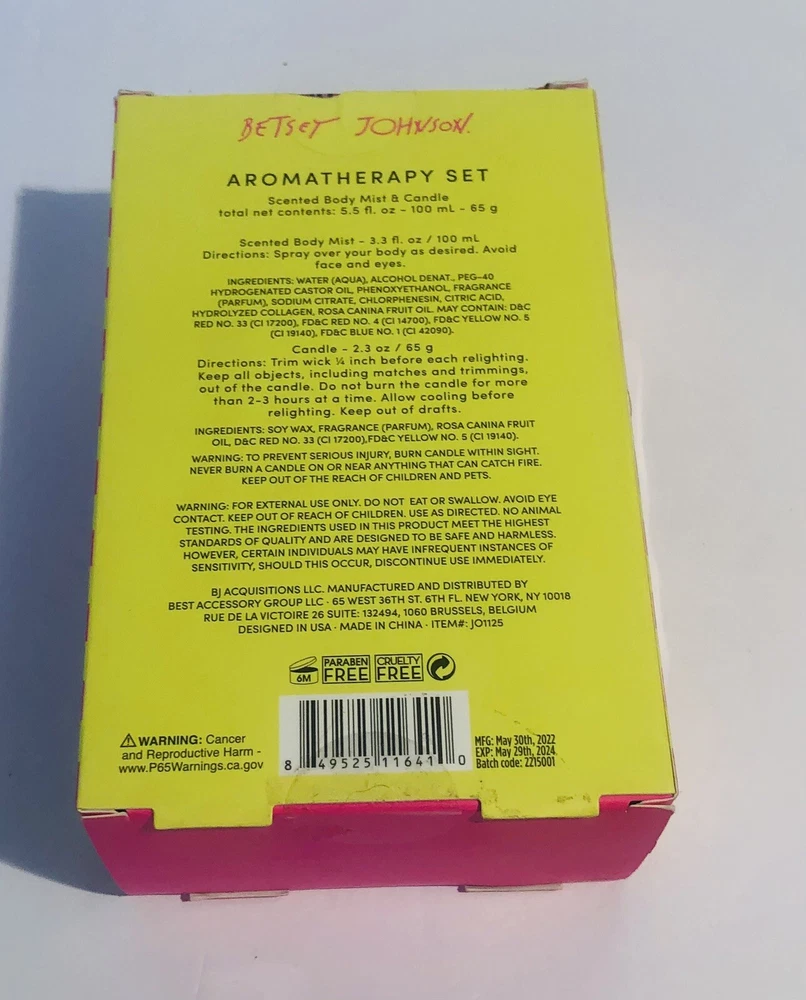 BETSEY JOHNSON.
AROMATHERAPY SET
Scented Body Mist & Candle
total net contents: 5.5 fl. oz - 100 mL - 65 g
Scented Body Mist - 3.3 fl. oz / 100 mL
Directions: Spray over your body as desired. Avoid
face and eyes.
INGREDIENTS: WATER (AQUA), ALCOHOL DENAT., PEG-40
HYDROGENATED CASTOR OIL, PHENOXYETHANOL, FRAGRANCE
(PARFUM), SODIUM CITRATE, CHLORPHENESIN, CITRIC ACID,
HYDROLYZED COLLAGEN, ROSA CANINA FRUIT OIL. MAY CONTAIN: D&C
RED NO. 33 (CI 17200), FD&C RED NO. 4 (CI 14700), FD&C YELLOW NO. 5
(CI 19140), FD&C BLUE NO. 1 (CI 42090).
Candle - 2.3 oz / 65 g
Directions: Trim wick ¼ inch before each relighting.
Keep all objects, including matches and trimmings,
out of the candle. Do not burn the candle for more
than 2-3 hours at a time. Allow cooling before
relighting. Keep out of drafts.
INGREDIENTS: SOY WAX, FRAGRANCE (PARFUM), ROSA CANINA FRUIT
OIL, D&C RED NO. 33 (CI 17200),FD&C YELLOW NO. 5 (CI 19140).
WARNING: TO PREVENT SERIOUS INJURY, BURN CANDLE WITHIN SIGHT.
NEVER BURN A CANDLE ON OR NEAR ANYTHING THAT CAN CATCH FIRE.
KEEP OUT OF THE REACH OF CHILDREN AND PETS.
WARNING: FOR EXTERNAL USE ONLY. DO NOT EAT OR SWALLOW. AVOID EYE
CONTACT. KEEP OUT OF REACH OF CHILDREN. USE AS DIRECTED. NO ANIMAL
TESTING. THE INGREDIENTS USED IN THIS PRODUCT MEET THE HIGHEST
STANDARDS OF QUALITY AND ARE DESIGNED TO BE SAFE AND HARMLESS.
HOWEVER, CERTAIN INDIVIDUALS MAY HAVE INFREQUENT INSTANCES OF
SENSITIVITY, SHOULD THIS OCCUR, DISCONTINUE USE IMMEDIATELY.
BJ ACQUISITIONS LLC. MANUFACTURED AND DISTRIBUTED BY
BEST ACCESSORY GROUP LLC · 65 WEST 36TH ST. 6TH FL. NEW YORK, NY 10018
RUE DE LA VICTOIRE 26 SUITE: 132494, 1060 BRUSSELS, BELGIUM
DESIGNED IN USA · MADE IN CHINA · ITEM#: JO1125
6M PARABEN FREE CRUELTY FREE
⚠WARNING: Cancer
and Reproductive Harm -
www.P65Warnings.ca.gov
8 49525 11641 0
MFG: May 30th, 2022
EXP: May 29th, 2024
Batch code: 2215001